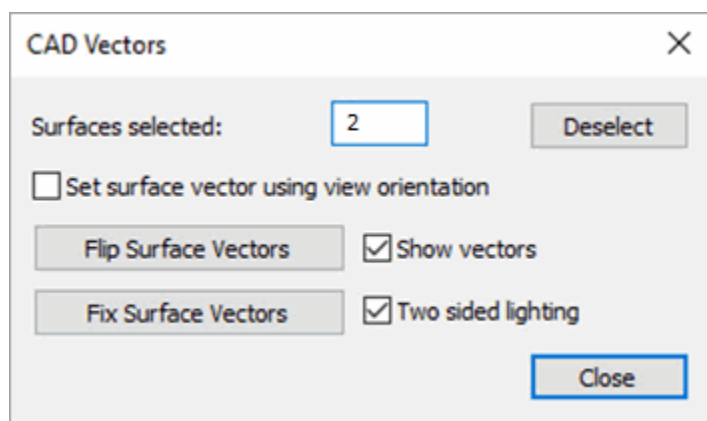 CAD Vectors
Surfaces selected: 2 Deselect
Set surface vector using view orientation
Flip Surface Vectors Show vectors
Fix Surface Vectors Two sided lighting
Close